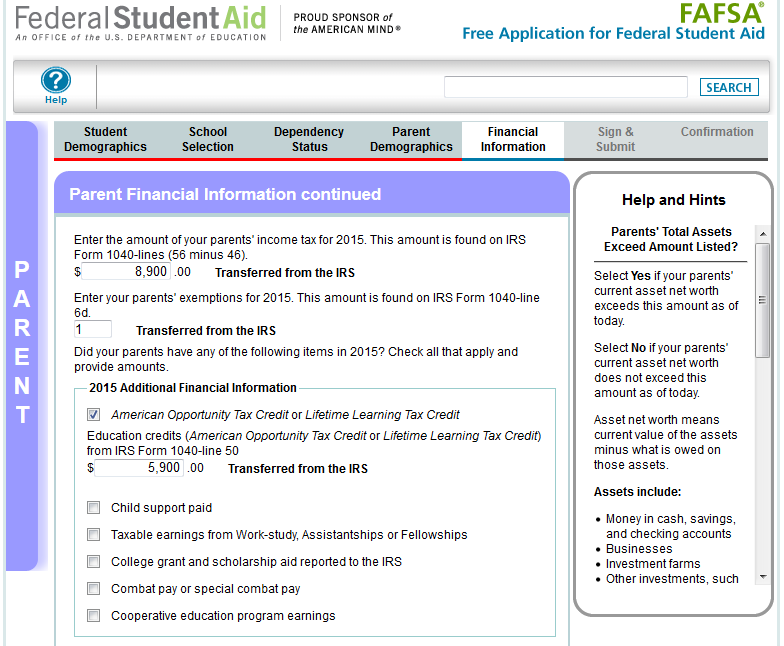 Federal Student Aid
An OFFICE of the U.S. DEPARTMENT of EDUCATION
PROUD SPONSOR of
the AMERICAN MIND®
FAFSA®
Free Application for Federal Student Aid
?
Help
SEARCH
Student
Demographics
School
Selection
Dependency
Status
Parent
Demographics
Financial
Information
Sign &
Submit
Confirmation
PARENT
Parent Financial Information continued
Enter the amount of your parents' income tax for 2015. This amount is found on IRS
Form 1040-lines (56 minus 46).
$ 8,900 .00 Transferred from the IRS
Enter your parents' exemptions for 2015. This amount is found on IRS Form 1040-line
6d.
1 Transferred from the IRS
Did your parents have any of the following items in 2015? Check all that apply and
provide amounts.
2015 Additional Financial Information
American Opportunity Tax Credit or Lifetime Learning Tax Credit
Education credits (American Opportunity Tax Credit or Lifetime Learning Tax Credit)
from IRS Form 1040-line 50
$ 5,900 .00 Transferred from the IRS
Child support paid
Taxable earnings from Work-study, Assistantships or Fellowships
College grant and scholarship aid reported to the IRS
Combat pay or special combat pay
Cooperative education program earnings
Help and Hints
Parents' Total Assets
Exceed Amount Listed?
Select Yes if your parents'
current asset net worth
exceeds this amount as of
today.
Select No if your parents'
current asset net worth
does not exceed this
amount as of today.
Asset net worth means
current value of the assets
minus what is owed on
those assets.
Assets include:
• Money in cash, savings,
and checking accounts
• Businesses
• Investment farms
• Other investments, such